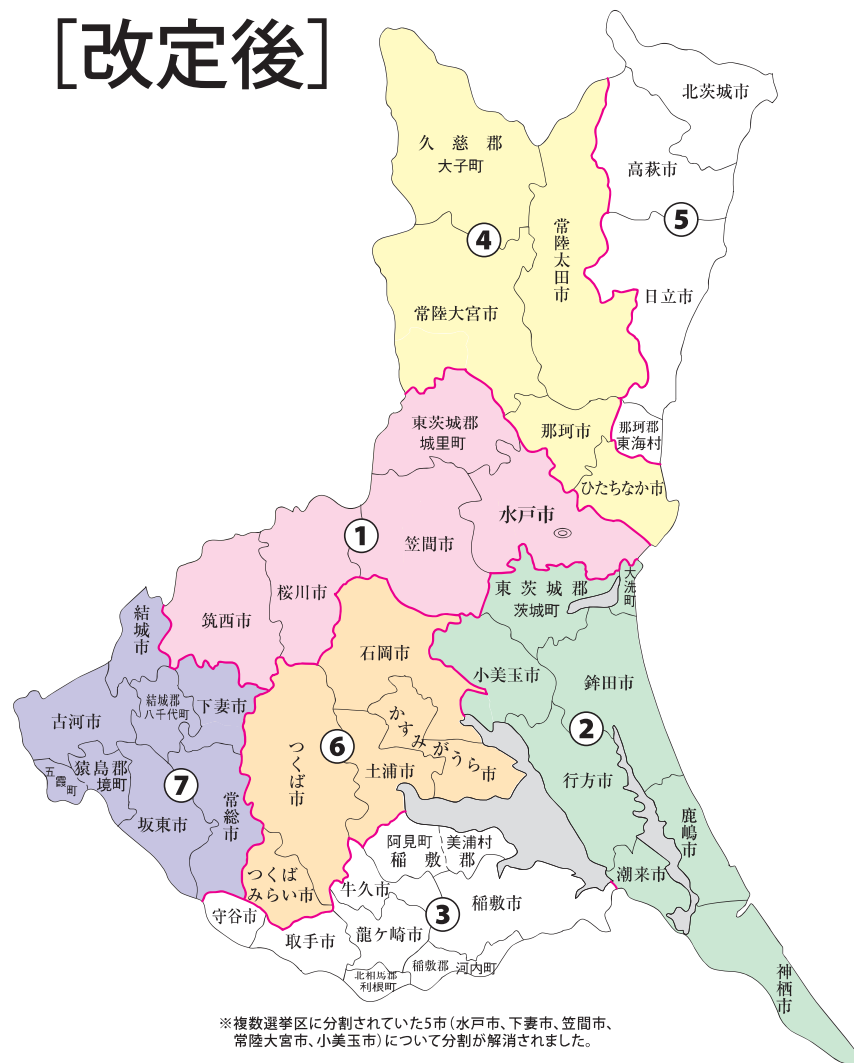 ［改定後］
北茨城市
久慈郡
大子町
高萩市
5
4
常陸太田市
日立市
常陸大宮市
東茨城郡
城里町
那珂市
那珂郡
東海村
ひたちなか市
水戸市
1
笠間市
桜川市
筑西市
東茨城郡
茨城町
大洗町
結城市
石岡市
小美玉市
鉾田市
結城郡
八千代町
下妻市
古河市
かすみがうら市
つくば市
6
2
土浦市
行方市
猿島郡
境町
五霞町
7
坂東市
常総市
鹿嶋市
阿見町
美浦村
稲敷郡
潮来市
つくば
みらい市
牛久市
稲敷市
守谷市
3
取手市
龍ケ崎市
稲敷郡
河内町
北相馬郡
利根町
神栖市
※複数選挙区に分割されていた5市（水戸市、下妻市、笠間市、
常陸大宮市、小美玉市）について分割が解消されました。